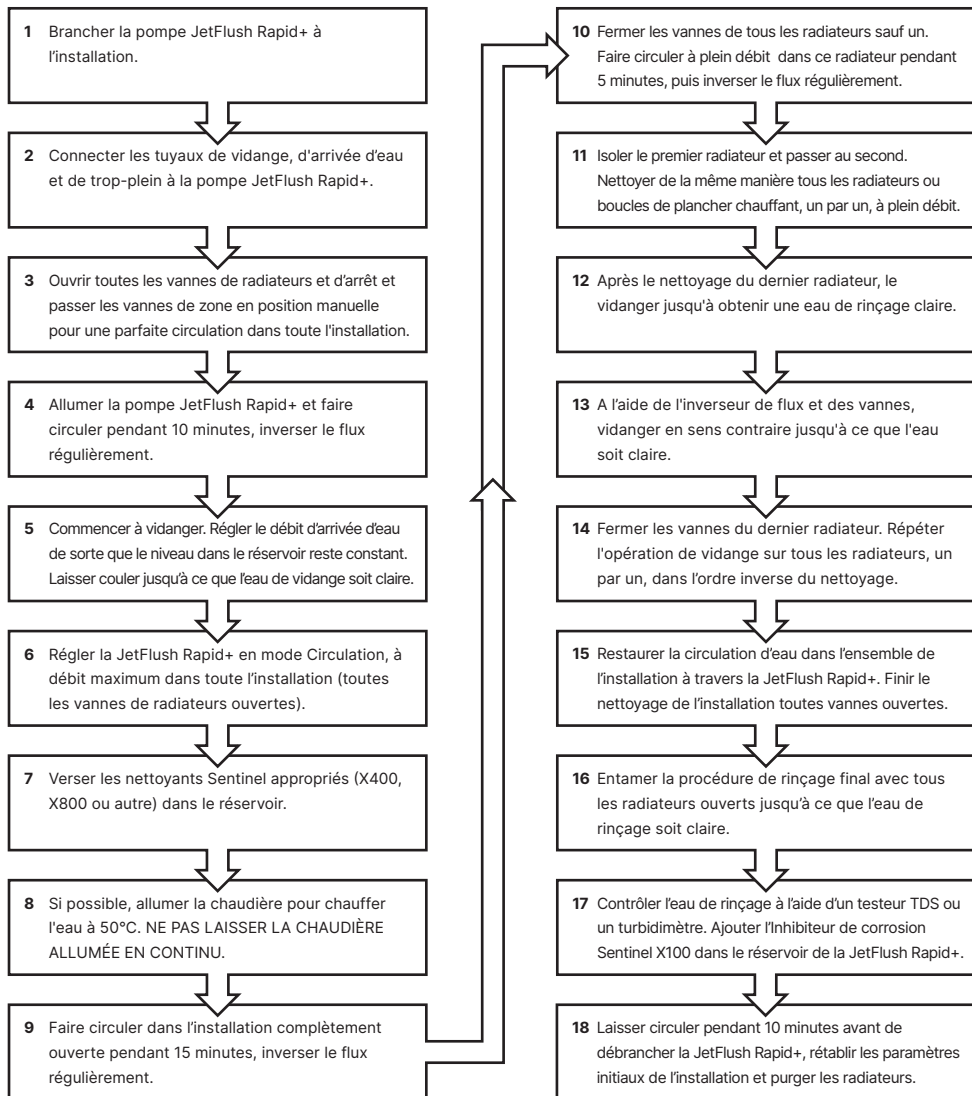 1 Brancher la pompe JetFlush Rapid+ à
l'installation.
2 Connecter les tuyaux de vidange, d'arrivée d'eau
et de trop-plein à la pompe JetFlush Rapid+.
3 Ouvrir toutes les vannes de radiateurs et d'arrêt et
passer les vannes de zone en position manuelle
pour une parfaite circulation dans toute l'installation.
4 Allumer la pompe JetFlush Rapid+ et faire
circuler pendant 10 minutes, inverser le flux
régulièrement.
5 Commencer à vidanger. Régler le débit d'arrivée d'eau
de sorte que le niveau dans le réservoir reste constant.
Laisser couler jusqu'à ce que l'eau de vidange soit claire.
6 Régler la JetFlush Rapid+ en mode Circulation, à
débit maximum dans toute l'installation (toutes
les vannes de radiateurs ouvertes).
7 Verser les nettoyants Sentinel appropriés (X400,
X800 ou autre) dans le réservoir.
8 Si possible, allumer la chaudière pour chauffer
l'eau à 50°C. NE PAS LAISSER LA CHAUDIÈRE
ALLUMÉE EN CONTINU.
9 Faire circuler dans l'installation complètement
ouverte pendant 15 minutes, inverser le flux
régulièrement.
10 Fermer les vannes de tous les radiateurs sauf un.
Faire circuler à plein débit dans ce radiateur pendant
5 minutes, puis inverser le flux régulièrement.
11 Isoler le premier radiateur et passer au second.
Nettoyer de la même manière tous les radiateurs ou
boucles de plancher chauffant, un par un, à plein débit.
12 Après le nettoyage du dernier radiateur, le
vidanger jusqu'à obtenir une eau de rinçage claire.
13 A l'aide de l'inverseur de flux et des vannes,
vidanger en sens contraire jusqu'à ce que l'eau
soit claire.
14 Fermer les vannes du dernier radiateur. Répéter
l'opération de vidange sur tous les radiateurs, un
par un, dans l'ordre inverse du nettoyage.
15 Restaurer la circulation d'eau dans l'ensemble de
l'installation à travers la JetFlush Rapid+. Finir le
nettoyage de l'installation toutes vannes ouvertes.
16 Entamer la procédure de rinçage final avec tous
les radiateurs ouverts jusqu'à ce que l'eau de
rinçage soit claire.
17 Contrôler l'eau de rinçage à l'aide d'un testeur TDS ou
un turbidimètre. Ajouter l'Inhibiteur de corrosion
Sentinel X100 dans le réservoir de la JetFlush Rapid+.
18 Laisser circuler pendant 10 minutes avant de
débrancher la JetFlush Rapid+, rétablir les paramètres
initiaux de l'installation et purger les radiateurs.